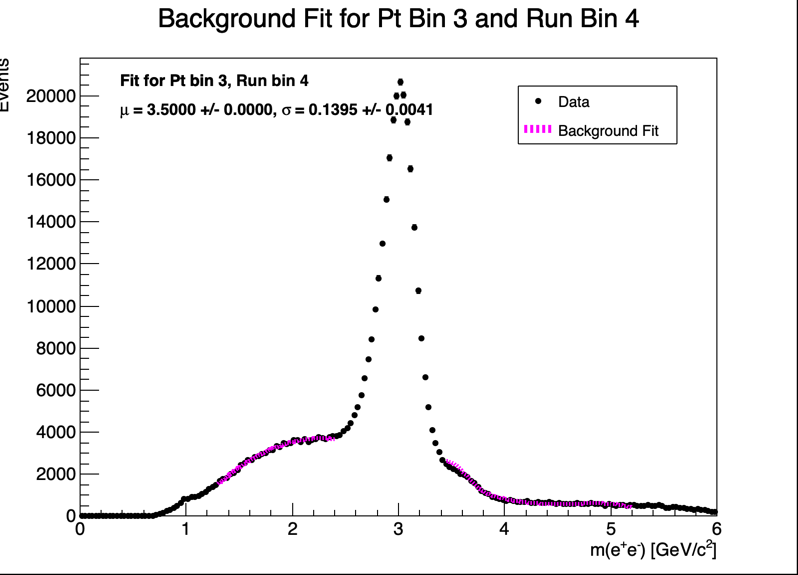 Background Fit for Pt Bin 3 and Run Bin 4
Events
Fit for Pt bin 3, Run bin 4
μ = 3.5000 +/- 0.0000, σ = 0.1395 +/- 0.0041
Data
Background Fit
20000
18000
16000
14000
12000
10000
8000
6000
4000
2000
0
0 1 2 3 4 5 6
m(e⁺e⁻) [GeV/c²]